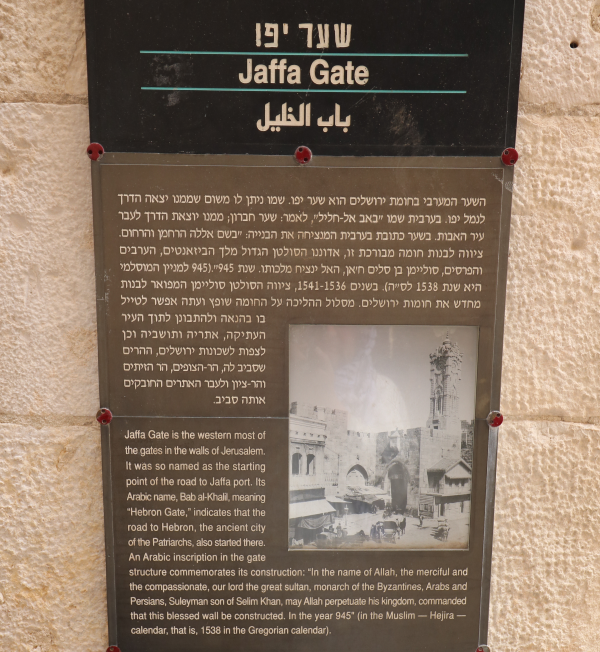 שער יפו
Jaffa Gate
باب الخليل
השער המערבי בחומת ירושלים הוא שער יפו. שמו ניתן לו משום שממנו יצאה הדרך
לנמל יפו. בערבית שמו "באב אל-חליל", לאמר: שער חברון; ממנו יוצאת הדרך לעבר
עיר האבות. בשער כתובת בערבית המנציחה את הבנייה: "בשם אללה הרחמן והרחום.
ציווה לבנות חומה מבורכת זו, אדוננו הסולטן הגדול מלך הביזאנטים, הערבים
והפרסים, סולימן בן סלים ח'אן, האל ינציח מלכותו. שנת 945".(945 למניין המוסלמי
היא שנת 1538 לס"ה). בשנים 1541-1536, ציווה הסולטן סולימן המפואר לבנות
מחדש את חומות ירושלים. מסלול ההליכה על החומה שופץ ועתה אפשר לטייל
בו בהנאה ולהתבונן לתוך העיר
העתיקה, אתריה ותושביה וכן
לצפות לשכונות ירושלים, ההרים
שסביב לה, הר-הצופים, הר הזיתים
והר-ציון ולעבר האתרים החובקים
אותה סביב.
Jaffa Gate is the western most of
the gates in the walls of Jerusalem.
It was so named as the starting
point of the road to Jaffa port. Its
Arabic name, Bab al-Khalil, meaning
"Hebron Gate," indicates that the
road to Hebron, the ancient city
of the Patriarchs, also started there.
An Arabic inscription in the gate
structure commemorates its construction: "In the name of Allah, the merciful and
the compassionate, our lord the great sultan, monarch of the Byzantines, Arabs and
Persians, Suleyman son of Selim Khan, may Allah perpetuate his kingdom, commanded
that this blessed wall be constructed. In the year 945" (in the Muslim — Hejira —
calendar, that is, 1538 in the Gregorian calendar).